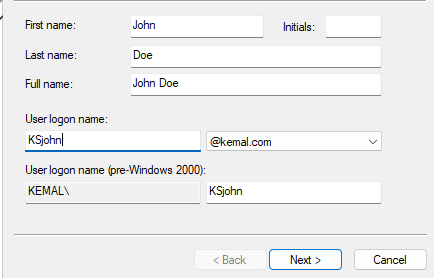 First name: John Initials:
Last name: Doe
Full name: John Doe
User logon name:
KSjohn @kemal.com
User logon name (pre-Windows 2000):
KEMAL\ KSjohn
< Back Next > Cancel